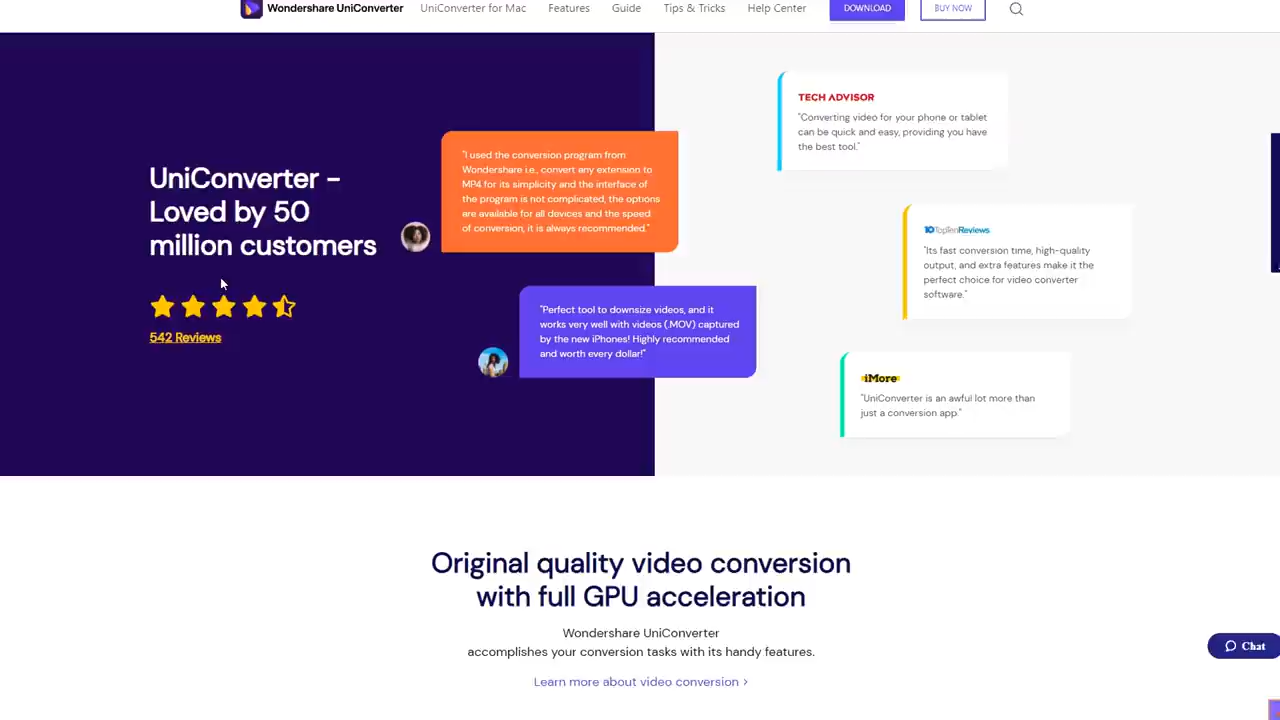 Wondershare UniConverter
UniConverter for Mac
Features
Guide
Tips & Tricks
Help Center
DOWNLOAD
BUY NOW
UniConverter -
Loved by 50
million customers
542 Reviews
"I used the conversion program from
Wondershare i.e., convert any extension to
MP4 for its simplicity and the interface of
the program is not complicated, the options
are available for all devices and the speed
of conversion, it is always recommended."
"Perfect tool to downsize videos, and it
works very well with videos (.MOV) captured
by the new iPhones! Highly recommended
and worth every dollar!"
TECH ADVISOR
"Converting video for your phone or tablet
can be quick and easy, providing you have
the best tool."
10 TopTenReviews
"Its fast conversion time, high-quality
output, and extra features make it the
perfect choice for video converter
software."
iMore
"UniConverter is an awful lot more than
just a conversion app."
Original quality video conversion
with full GPU acceleration
Wondershare UniConverter
accomplishes your conversion tasks with its handy features.
Learn more about video conversion >
Chat